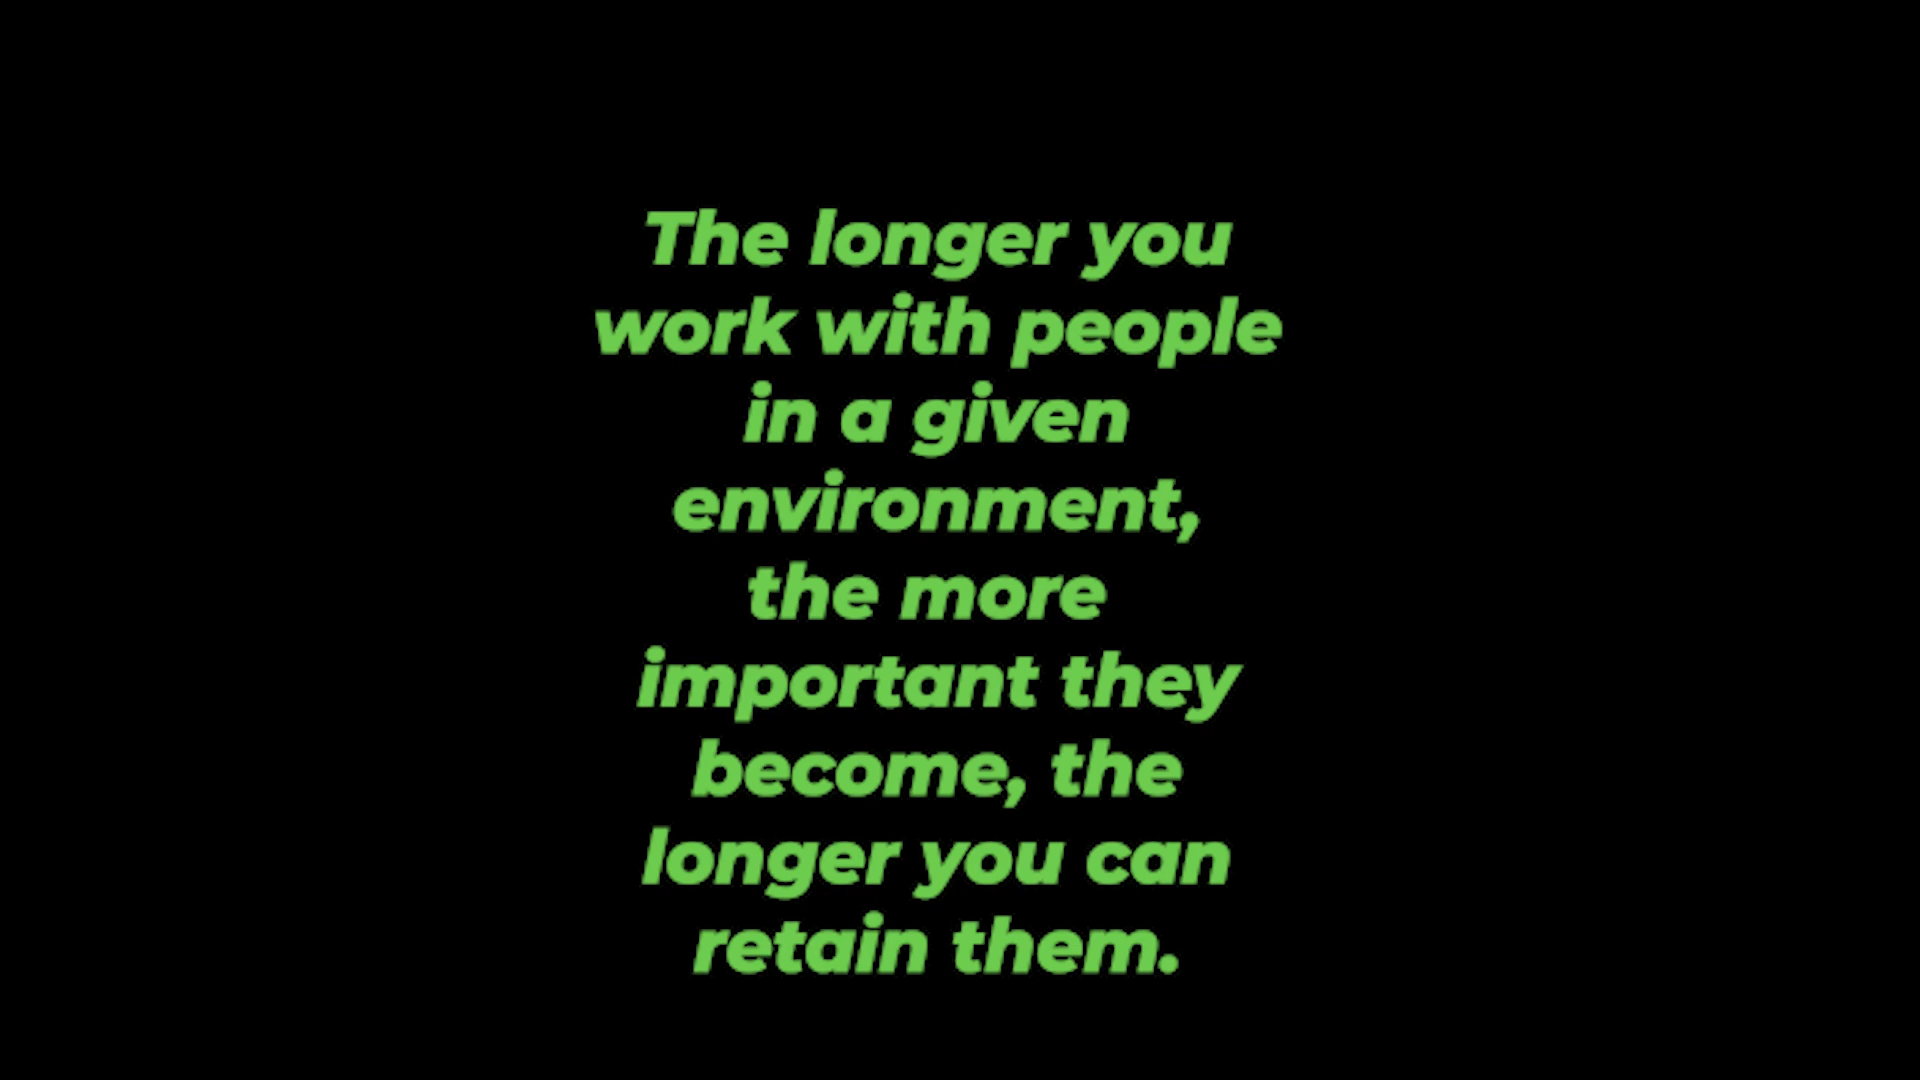 The longer you
work with people
in a given
environment,
the more
important they
become, the
longer you can
retain them.